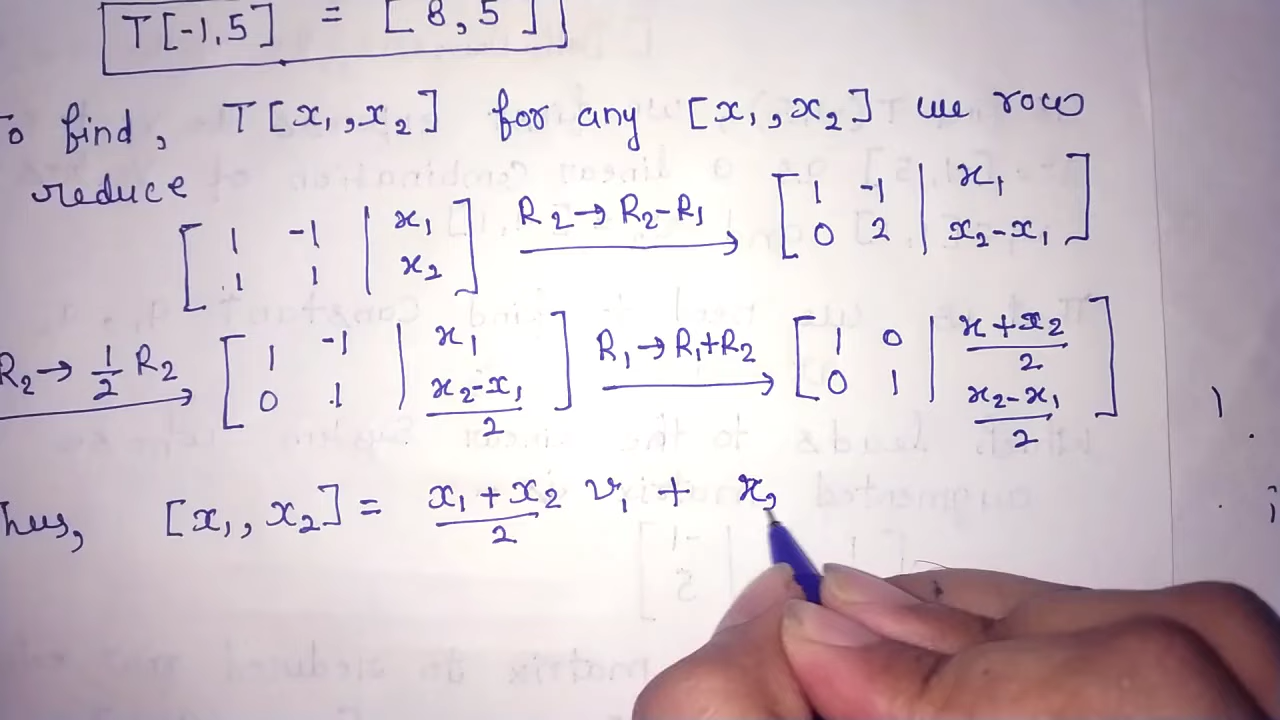 T[-1,5] = [8,5]
To find, T[x₁,x₂] for any [x₁,x₂] we row
reduce
[1 -1 | x₁; 1 1 | x₂] R₂→R₂-R₁ [1 -1 | x₁; 0 2 | x₂-x₁]
R₂→ 1/2 R₂ [1 -1 | x₁; 0 1 | x₂-x₁/2] R₁→R₁+R₂ [1 0 | x+x₂/2; 0 1 | x₂-x₁/2]
Thus, [x₁,x₂] = x₁+x₂/2 v₁ + x₂